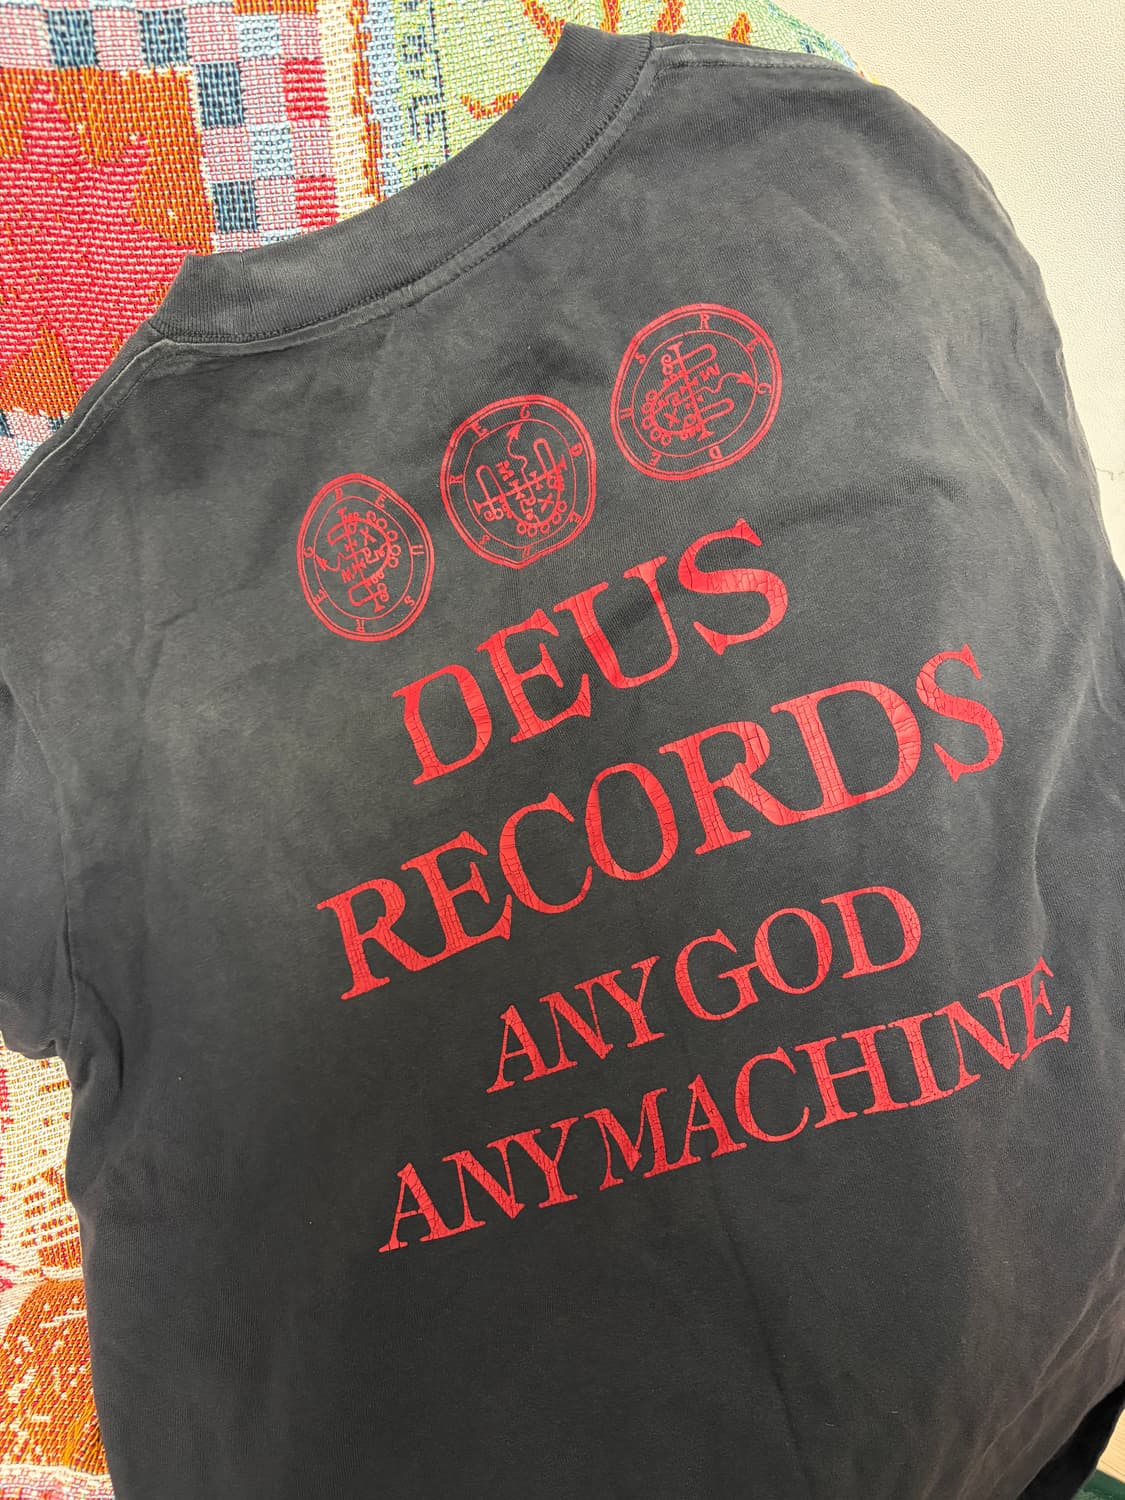 DEUS
RECORDS
ANY GOD
ANY MACHINE